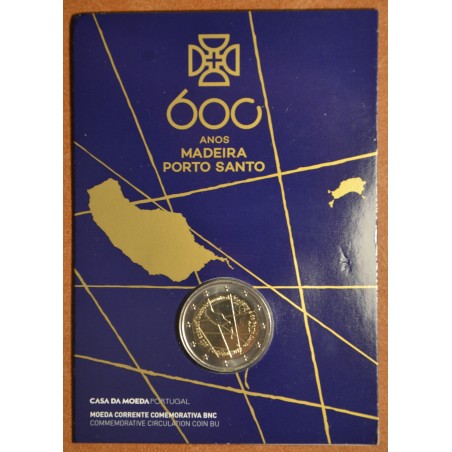 600
ANOS
MADEIRA
PORTO SANTO
CASA DA MOEDA PORTUGAL
MOEDA CORRENTE COMEMORATIVA BNC
COMMEMORATIVE CIRCULATION COIN BU